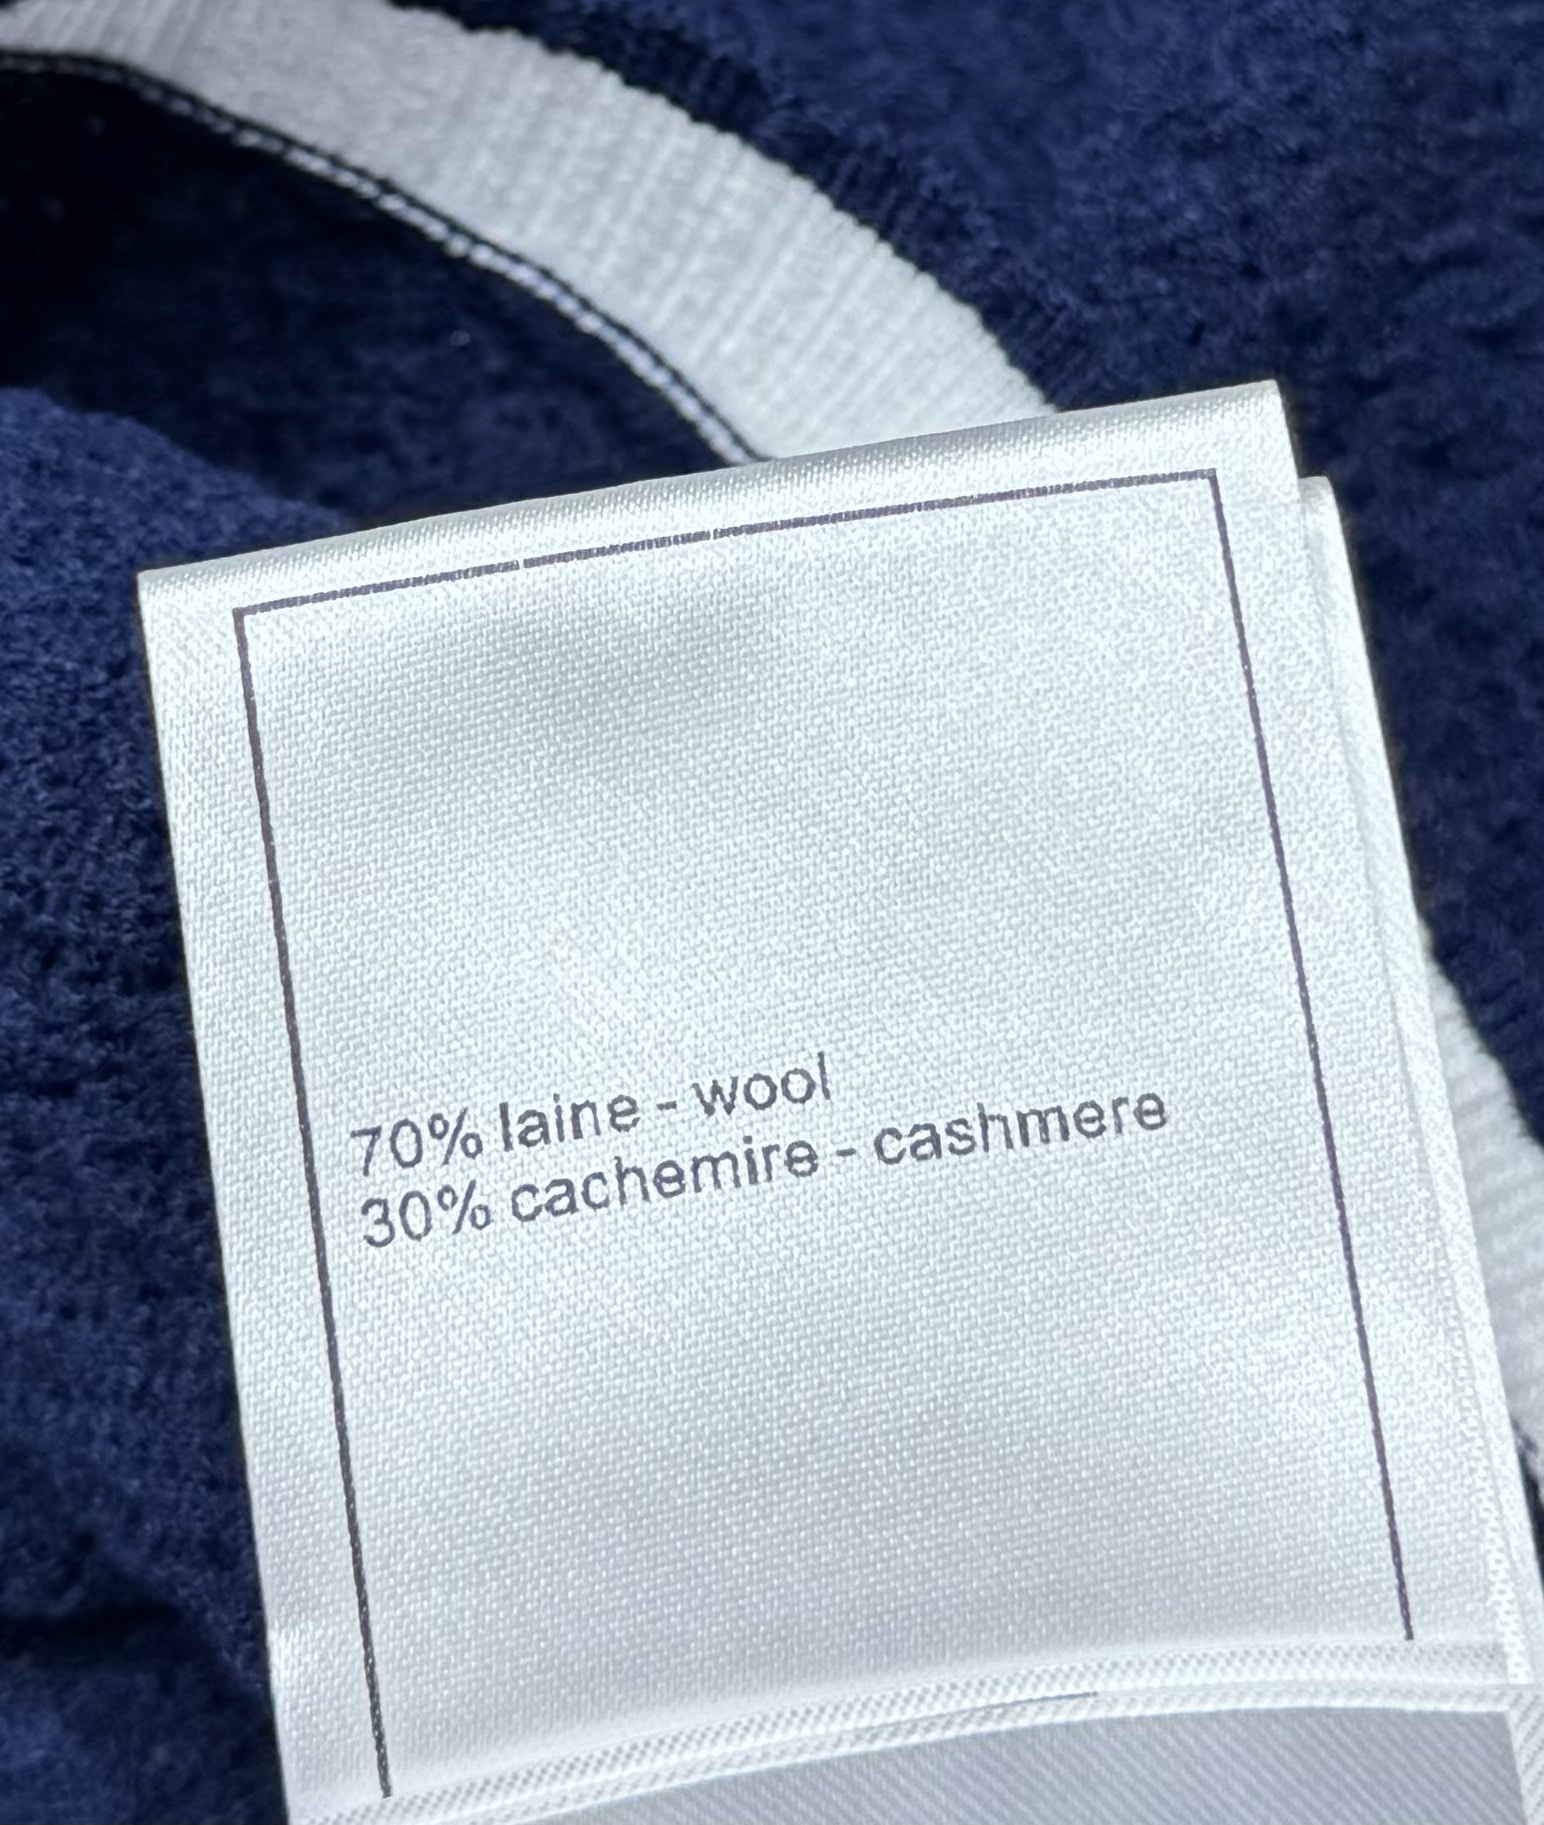 70% laine - wool
30% cachemire - cashmere